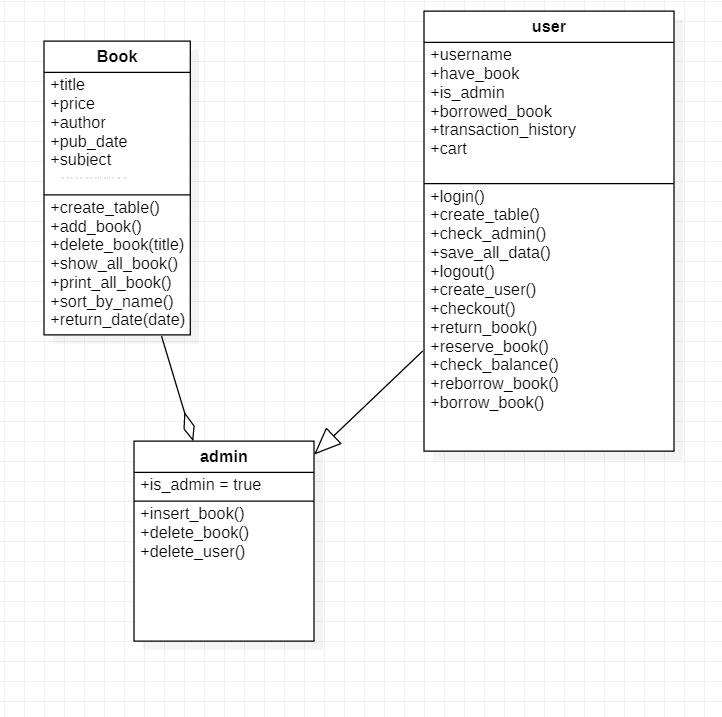 Book
+title
+price
+author
+pub_date
+subject
+create_table()
+add_book()
+delete_book(title)
+show_all_book()
+print_all_book()
+sort_by_name()
+return_date(date)
user
+username
+have_book
+is_admin
+borrowed_book
+transaction_history
+cart
+login()
+create_table()
+check_admin()
+save_all_data()
+logout()
+create_user()
+checkout()
+return_book()
+reserve_book()
+check_balance()
+reborrow_book()
+borrow_book()
admin
+is_admin = true
+insert_book()
+delete_book()
+delete_user()